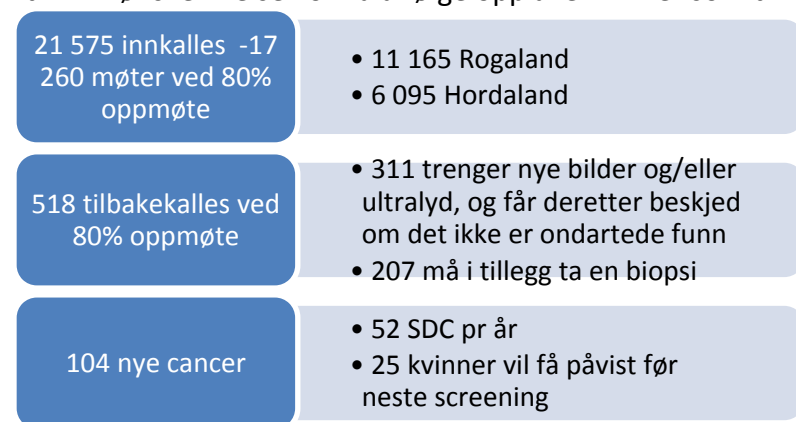 21 575 innkalles -17
260 møter ved 80%
oppmøte
• 11 165 Rogaland
• 6 095 Hordaland
518 tilbakekalles ved
80% oppmøte
• 311 trenger nye bilder og/eller
ultralyd, og får deretter beskjed
om det ikke er ondartede funn
• 207 må i tillegg ta en biopsi
104 nye cancer
• 52 SDC pr år
• 25 kvinner vil få påvist før
neste screening